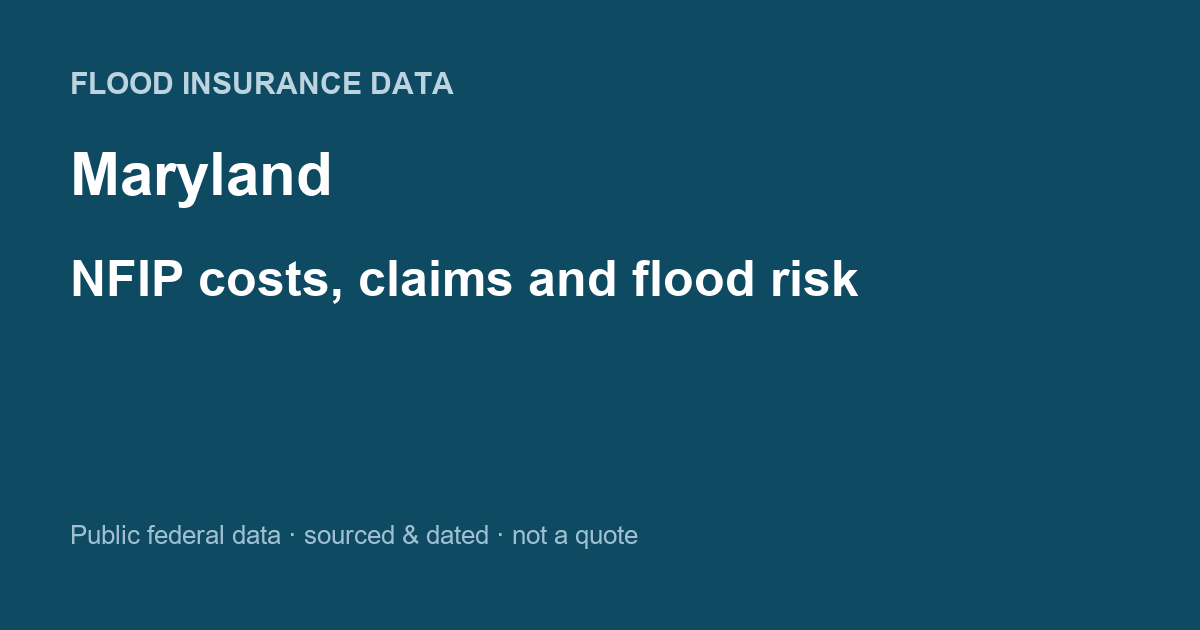 FLOOD INSURANCE DATA
Maryland
NFIP costs, claims and flood risk
Public federal data · sourced & dated · not a quote